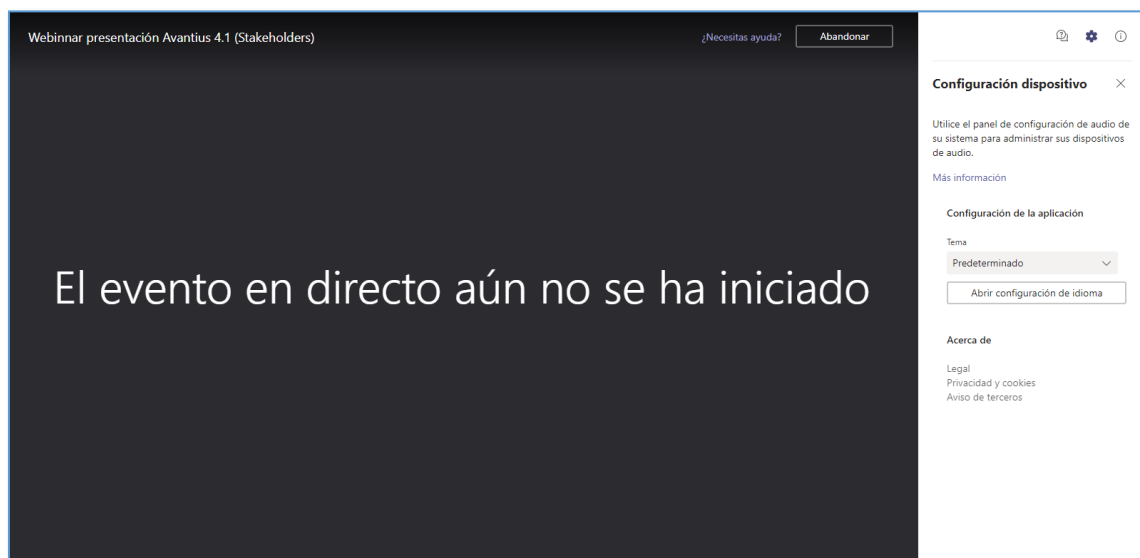 Webinnar presentación Avantius 4.1 (Stakeholders)
¿Necesitas ayuda?
Abandonar
El evento en directo aún no se ha iniciado
Configuración dispositivo
Utilice el panel de configuración de audio de
su sistema para administrar sus dispositivos
de audio.
Más información
Configuración de la aplicación
Tema
Predeterminado
Abrir configuración de idioma
Acerca de
Legal
Privacidad y cookies
Aviso de terceros